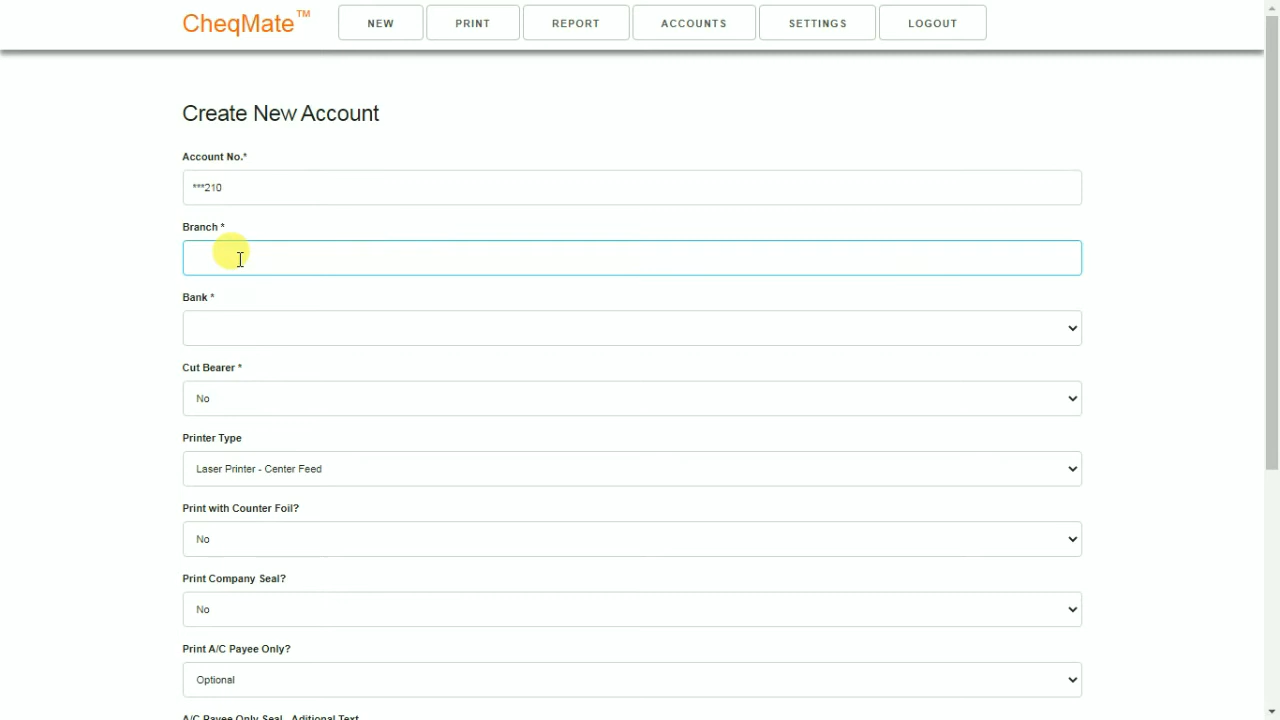 CheqMate™ NEW PRINT REPORT ACCOUNTS SETTINGS LOGOUT
Create New Account
Account No.*
***210
Branch *
Bank *
Cut Bearer *
No
Printer Type
Laser Printer - Center Feed
Print with Counter Foil?
No
Print Company Seal?
No
Print A/C Payee Only?
Optional
A/C Payee Only Seal - Aditional Text